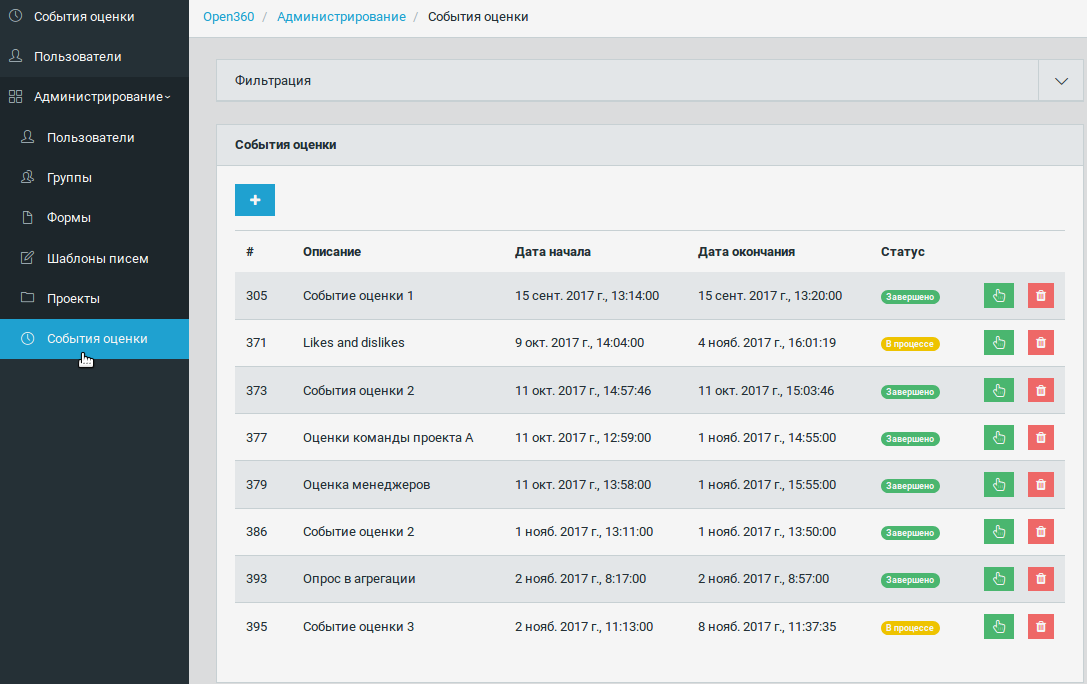 События оценки
Пользователи
Администрирование
Пользователи
Группы
Формы
Шаблоны писем
Проекты
События оценки
Open360 / Администрирование / События оценки
Фильтрация
События оценки
+
# Описание Дата начала Дата окончания Статус
305 Событие оценки 1 15 сент. 2017 г., 13:14:00 15 сент. 2017 г., 13:20:00 Завершено
371 Likes and dislikes 9 окт. 2017 г., 14:04:00 4 нояб. 2017 г., 16:01:19 В процессе
373 События оценки 2 11 окт. 2017 г., 14:57:46 11 окт. 2017 г., 15:03:46 Завершено
377 Оценки команды проекта А 11 окт. 2017 г., 12:59:00 1 нояб. 2017 г., 14:55:00 Завершено
379 Оценка менеджеров 11 окт. 2017 г., 13:58:00 1 нояб. 2017 г., 15:55:00 Завершено
386 Событие оценки 2 1 нояб. 2017 г., 13:11:00 1 нояб. 2017 г., 13:50:00 Завершено
393 Опрос в агрегации 2 нояб. 2017 г., 8:17:00 2 нояб. 2017 г., 8:57:00 Завершено
395 Событие оценки 3 2 нояб. 2017 г., 11:13:00 8 нояб. 2017 г., 11:37:35 В процессе